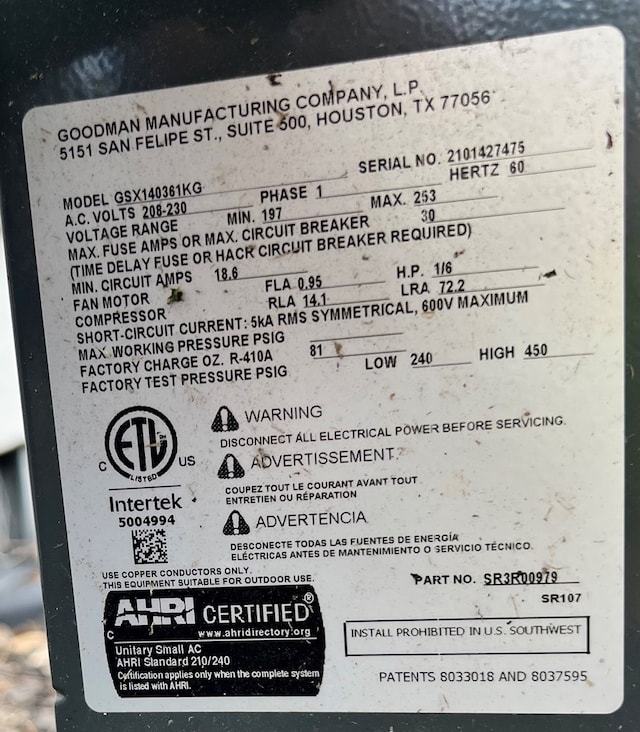 GOODMAN MANUFACTURING COMPANY, L.P.
5151 SAN FELIPE ST., SUITE 500, HOUSTON, TX 77056
MODEL GSX140361KG SERIAL NO. 2101427475
A.C. VOLTS 208-230 PHASE 1 HERTZ 60
VOLTAGE RANGE MIN. 197 MAX. 253
MAX. FUSE AMPS OR MAX. CIRCUIT BREAKER 30
(TIME DELAY FUSE OR HACR CIRCUIT BREAKER REQUIRED)
MIN. CIRCUIT AMPS 18.6
FAN MOTOR FLA 0.95 H.P. 1/6
COMPRESSOR RLA 14.1 LRA 72.2
SHORT-CIRCUIT CURRENT: 5kA RMS SYMMETRICAL, 600V MAXIMUM
MAX. WORKING PRESSURE PSIG
FACTORY CHARGE OZ. R-410A 81
FACTORY TEST PRESSURE PSIG LOW 240 HIGH 450
C ETL US
LISTED
Intertek
5004994
WARNING
DISCONNECT ALL ELECTRICAL POWER BEFORE SERVICING.
ADVERTISSEMENT
COUPEZ TOUT LE COURANT AVANT TOUT
ENTRETIEN OU RÉPARATION
ADVERTENCIA
DESCONECTE TODAS LAS FUENTES DE ENERGÍA
ELÉCTRICAS ANTES DE MANTENIMIENTO O SERVICIO TÉCNICO.
USE COPPER CONDUCTORS ONLY.
THIS EQUIPMENT SUITABLE FOR OUTDOOR USE.
PART NO. SR3R00979
SR107
AHRI CERTIFIED®
C www.ahridirectory.org
Unitary Small AC
AHRI Standard 210/240
Certification applies only when the complete system
is listed with AHRI.
INSTALL PROHIBITED IN U.S. SOUTHWEST
PATENTS 8033018 AND 8037595